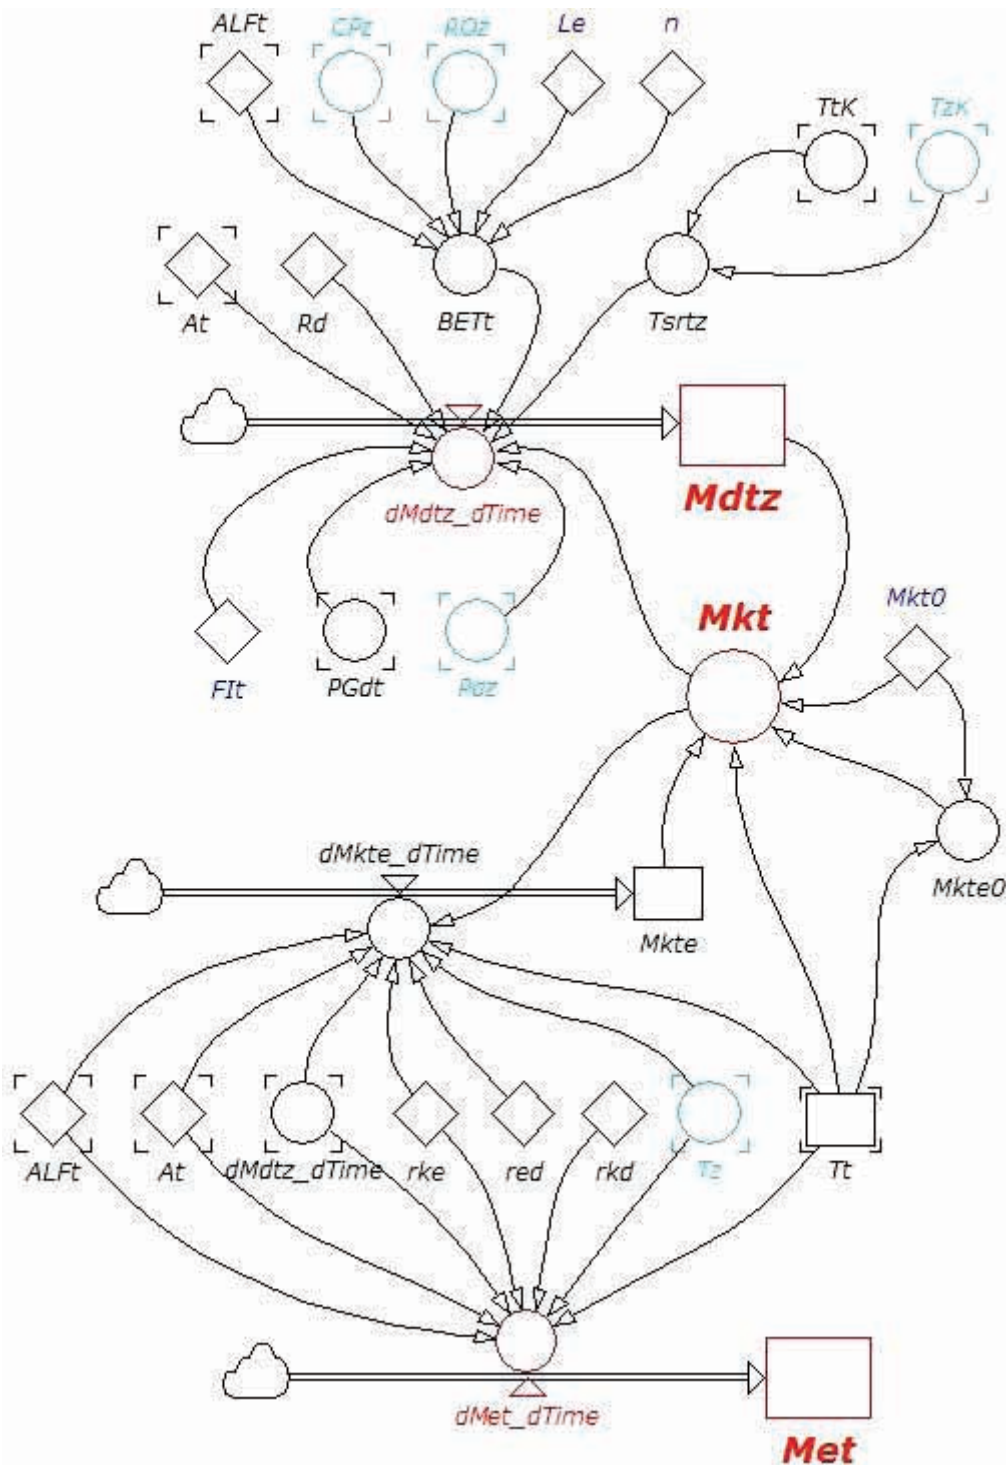 ALFt
CPz
ROz
Le
n
TtK
TzK
At
Rd
BETt
Tsrtz
Mdtz
dMdtz_dTime
Mkt
Mkt0
FIt
PGdt
dMkte_dTime
Mkte
Mkte0
ALFt
At
dMdtz_dTime
rke
red
rkd
Tz
Tt
dMet_dTime
Met